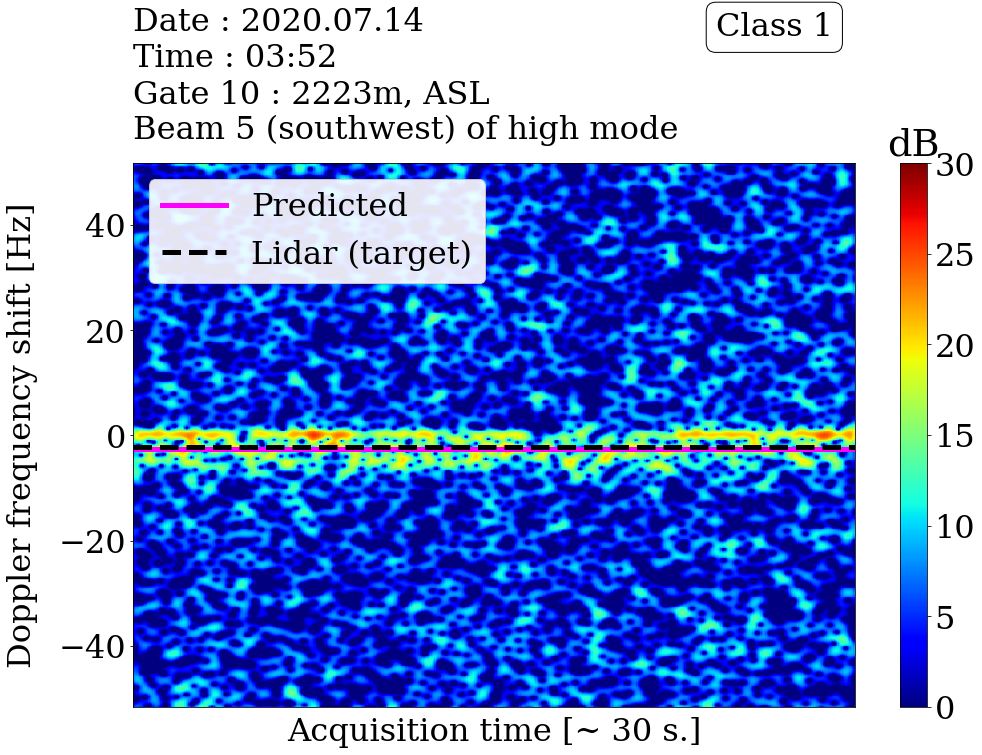 Date : 2020.07.14
Time : 03:52
Gate 10 : 2223m, ASL
Beam 5 (southwest) of high mode
Class 1
dB
Predicted
Lidar (target)
Doppler frequency shift [Hz]
40
20
0
−20
−40
30
25
20
15
10
5
0
Acquisition time [~ 30 s.]